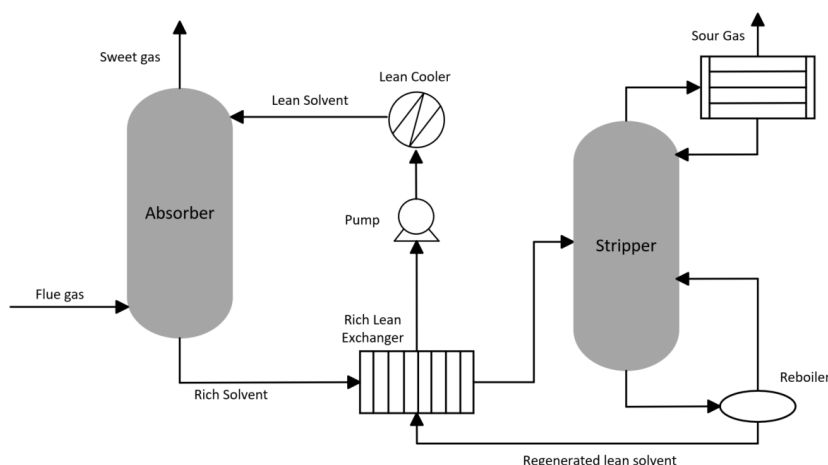 Sweet gas
Sour Gas
Lean Cooler
Lean Solvent
Absorber
Pump
Stripper
Flue gas
Rich Lean
Exchanger
Rich Solvent
Reboiler
Regenerated lean solvent